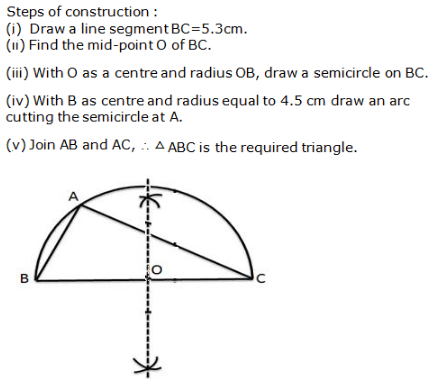 Steps of construction :
(i) Draw a line segment BC=5.3cm.
(ii) Find the mid-point O of BC.
(iii) With O as a centre and radius OB, draw a semicircle on BC.
(iv) With B as centre and radius equal to 4.5 cm draw an arc
cutting the semicircle at A.
(v) Join AB and AC, ∴ △ ABC is the required triangle.
A
O
B
C